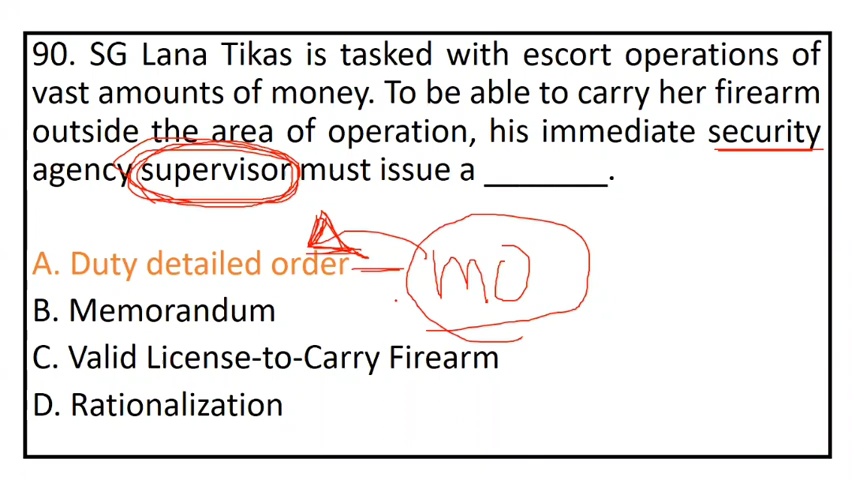 90. SG Lana Tikas is tasked with escort operations of
vast amounts of money. To be able to carry her firearm
outside the area of operation, his immediate security
agency supervisor must issue a _______.
A. Duty detailed order
mo
B. Memorandum
C. Valid License-to-Carry Firearm
D. Rationalization